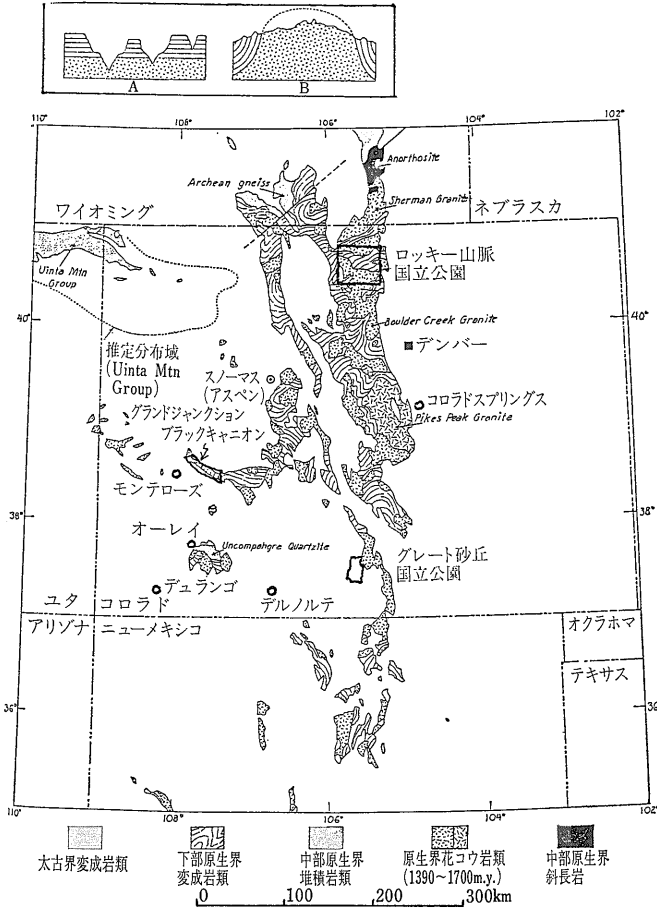 A
B
110°
108°
106°
104°
102°
Anorthosite
Archean gneiss
Sherman Granite
ワイオミング
ネブラスカ
ロッキー山脈
国立公園
Uinta Mtn
Group
Boulder Creek Granite
40°
40°
デンバー
推定分布域
(Uinta Mtn
Group)
スノーマス
(アスペン)
コロラドスプリングス
グランドジャンクション
Pikes Peak Granite
ブラックキャニオン
モンテローズ
38°
38°
オーレイ
Uncompahgre Quartzite
グレート砂丘
国立公園
デュランゴ
デルノルテ
ユタ
コロラド
アリゾナ
ニューメキシコ
オクラホマ
テキサス
36°
36°
110°
108°
106°
104°
太古界変成岩類
下部原生界
変成岩類
中部原生界
堆積岩類
原生界花コウ岩類
(1390~1700m.y.)
中部原生界
斜長岩
0 100 200 300km